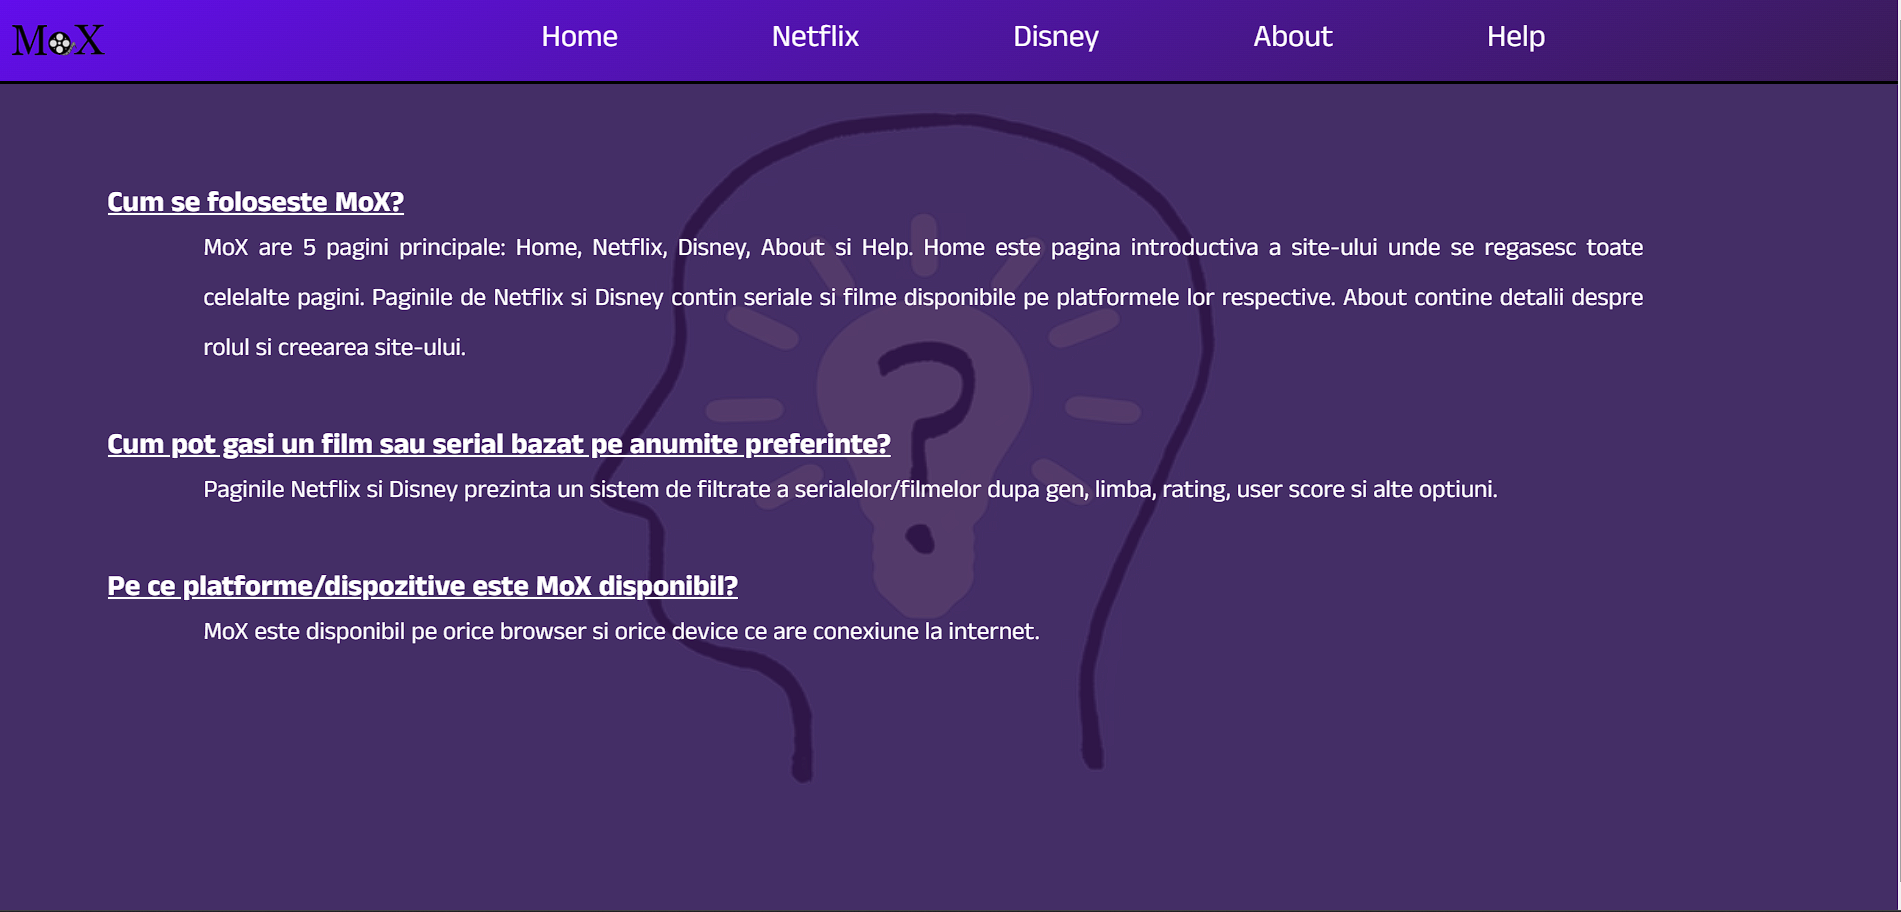 MoX
Home Netflix Disney About Help
Cum se foloseste MoX?
MoX are 5 pagini principale: Home, Netflix, Disney, About si Help. Home este pagina introductiva a site-ului unde se regasesc toate
celelalte pagini. Paginile de Netflix si Disney contin seriale si filme disponibile pe platformele lor respective. About contine detalii despre
rolul si creearea site-ului.
Cum pot gasi un film sau serial bazat pe anumite preferinte?
Paginile Netflix si Disney prezinta un sistem de filtrate a serialelor/filmelor dupa gen, limba, rating, user score si alte optiuni.
Pe ce platforme/dispozitive este MoX disponibil?
MoX este disponibil pe orice browser si orice device ce are conexiune la internet.
?